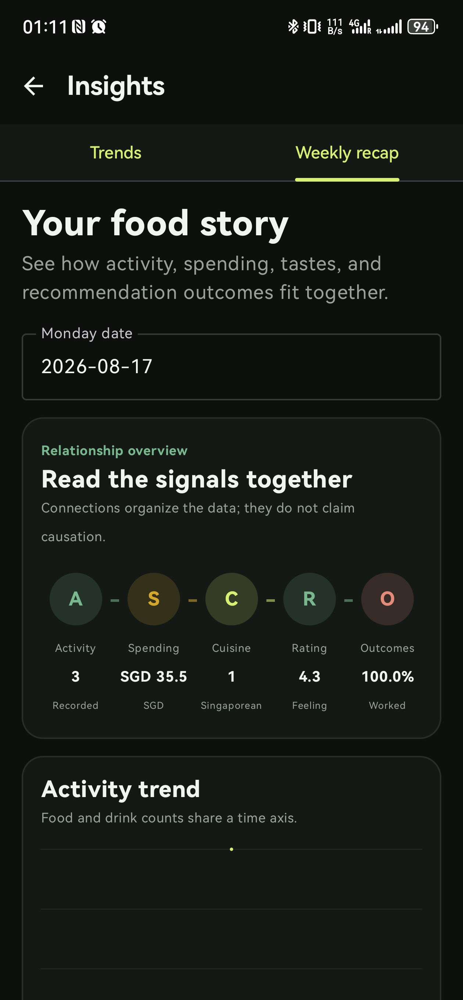 01:11
111 B/s 4G R 94
Insights
Trends Weekly recap
Your food story
See how activity, spending, tastes, and
recommendation outcomes fit together.
Monday date
2026-08-17
Relationship overview
Read the signals together
Connections organize the data; they do not claim
causation.
A S C R O
Activity Spending Cuisine Rating Outcomes
3 SGD 35.5 1 4.3 100.0%
Recorded SGD Singaporean Feeling Worked
Activity trend
Food and drink counts share a time axis.